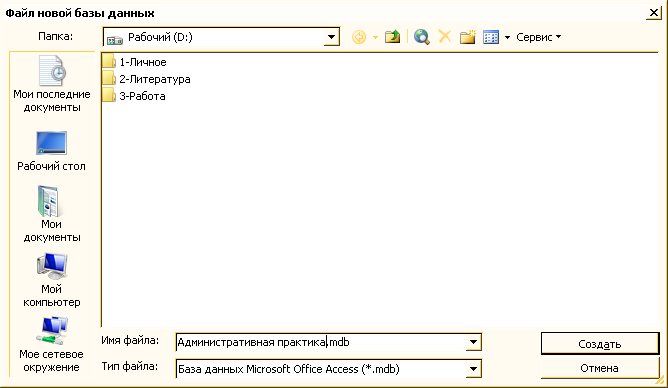 Файл новой базы данных
Папка: Рабочий (D:) Сервис
1-Личное
2-Литература
3-Работа
Мои последние
документы
Рабочий стол
Мои
документы
Мой
компьютер
Мое сетевое
окружение
Имя файла: Административная практика.mdb Создать
Тип файла: База данных Microsoft Office Access (*.mdb) Отмена